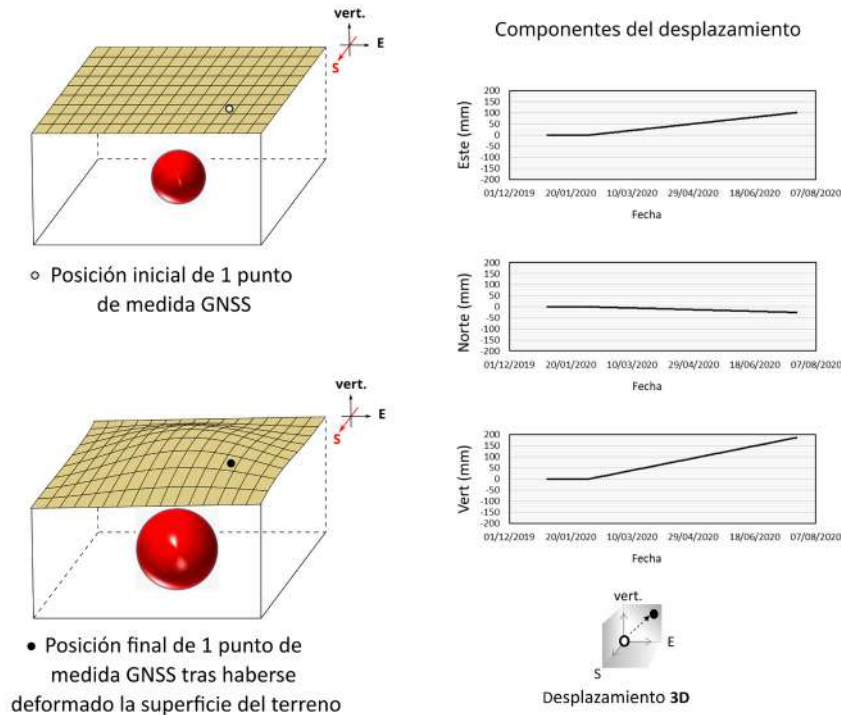 vert.
E
S
○ Posición inicial de 1 punto
de medida GNSS
vert.
E
S
● Posición final de 1 punto de
medida GNSS tras haberse
deformado la superficie del terreno
Componentes del desplazamiento
Este (mm)
200
150
100
50
0
-50
-100
-150
-200
01/12/2019 20/01/2020 10/03/2020 29/04/2020 18/06/2020 07/08/2020
Fecha
Norte (mm)
200
150
100
50
0
-50
-100
-150
-200
01/12/2019 20/01/2020 10/03/2020 29/04/2020 18/06/2020 07/08/2020
Fecha
Vert (mm)
200
150
100
50
0
-50
-100
-150
-200
01/12/2019 20/01/2020 10/03/2020 29/04/2020 18/06/2020 07/08/2020
Fecha
vert.
E
S
Desplazamiento 3D